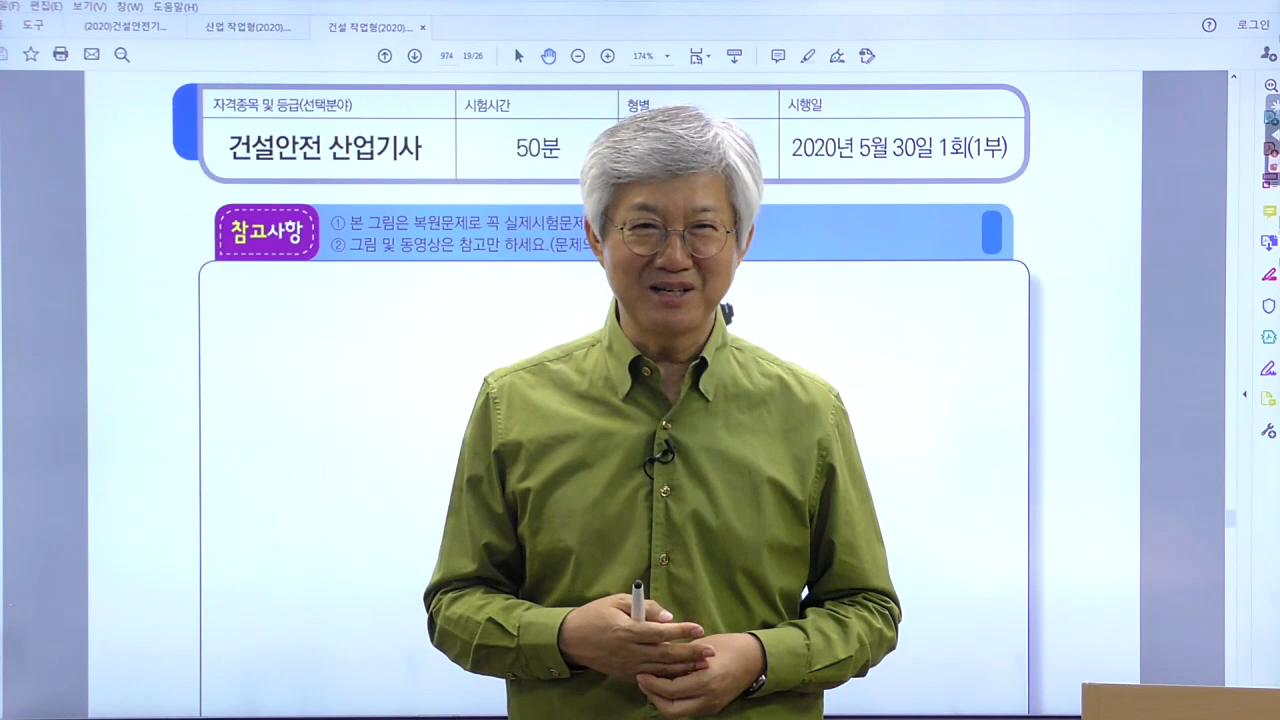 편집(E) 보기(V) 창(W) 도움말(H)
도구 (2020)건설안전기... 산업 작업형(2020)... 건설 작업형(2020)... × 로그인
974 19/26 174%
자격종목 및 등급(선택분야) 시험시간 형별 시행일
건설안전 산업기사 50분 2020년 5월 30일 1회(1부)
참고사항
① 본 그림은 복원문제로 꼭 실제시험문제
② 그림 및 동영상은 참고만 하세요.(문제의